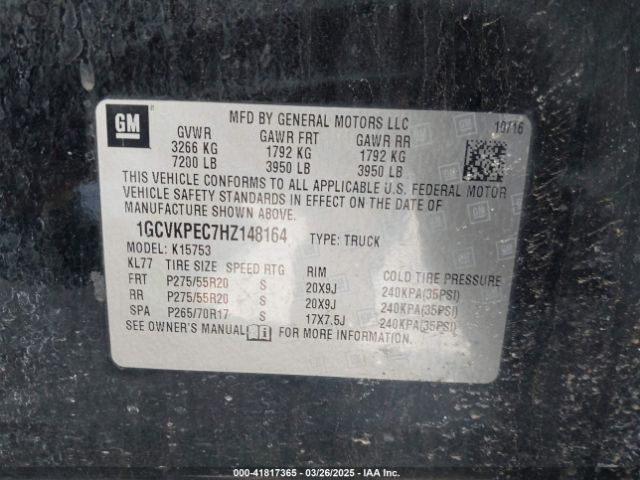 GM
MFD BY GENERAL MOTORS LLC 10/16
GVWR GAWR FRT GAWR RR
3266 KG 1792 KG 1792 KG
7200 LB 3950 LB 3950 LB
THIS VEHICLE CONFORMS TO ALL APPLICABLE U.S. FEDERAL MOTOR
VEHICLE SAFETY STANDARDS IN EFFECT ON THE DATE OF
MANUFACTURE SHOWN ABOVE.
1GCVKPEC7HZ148164 TYPE: TRUCK
MODEL: K15753
KL77 TIRE SIZE SPEED RTG RIM COLD TIRE PRESSURE
FRT P275/55R20 S 20X9J 240KPA(35PSI)
RR P275/55R20 S 20X9J 240KPA(35PSI)
SPA P265/70R17 S 17X7.5J 240KPA(35PSI)
SEE OWNER'S MANUAL FOR MORE INFORMATION.
000-41817365 - 03/26/2025 - IAA Inc.